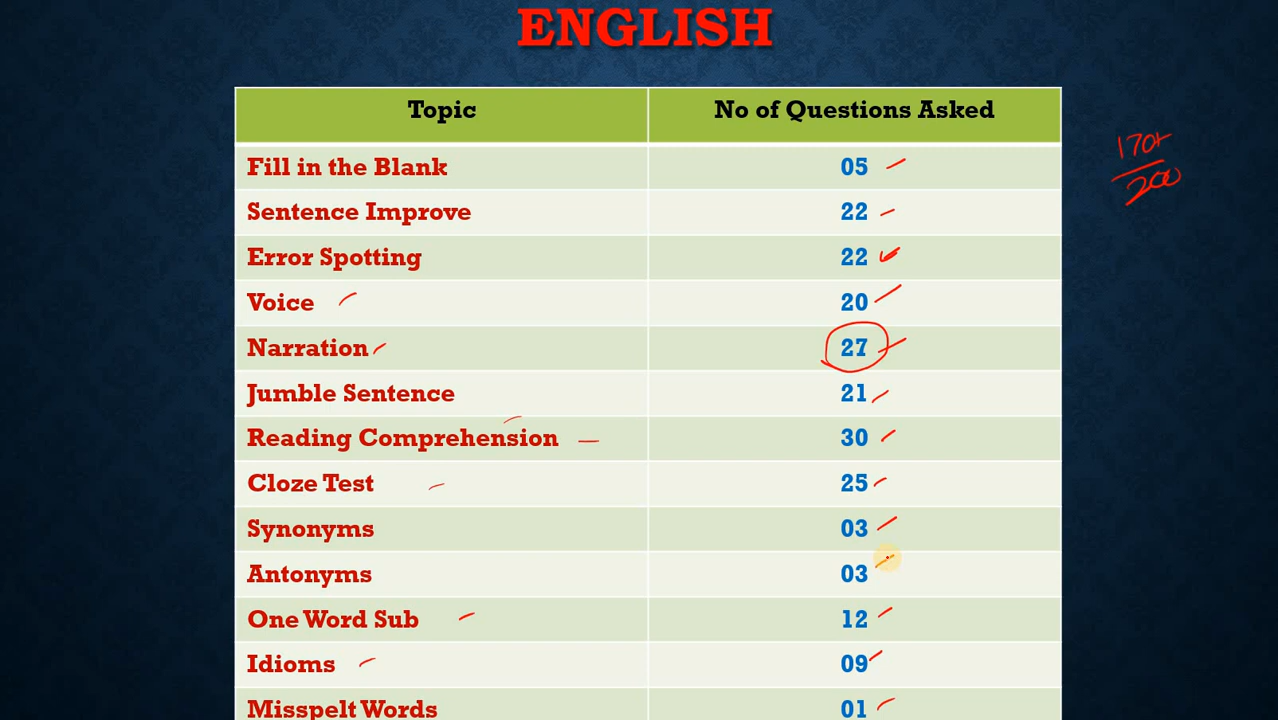 ENGLISH
Topic No of Questions Asked
Fill in the Blank 05
Sentence Improve 22
Error Spotting 22
Voice 20
Narration 27
Jumble Sentence 21
Reading Comprehension 30
Cloze Test 25
Synonyms 03
Antonyms 03
One Word Sub 12
Idioms 09
Misspelt Words 01
170+
200